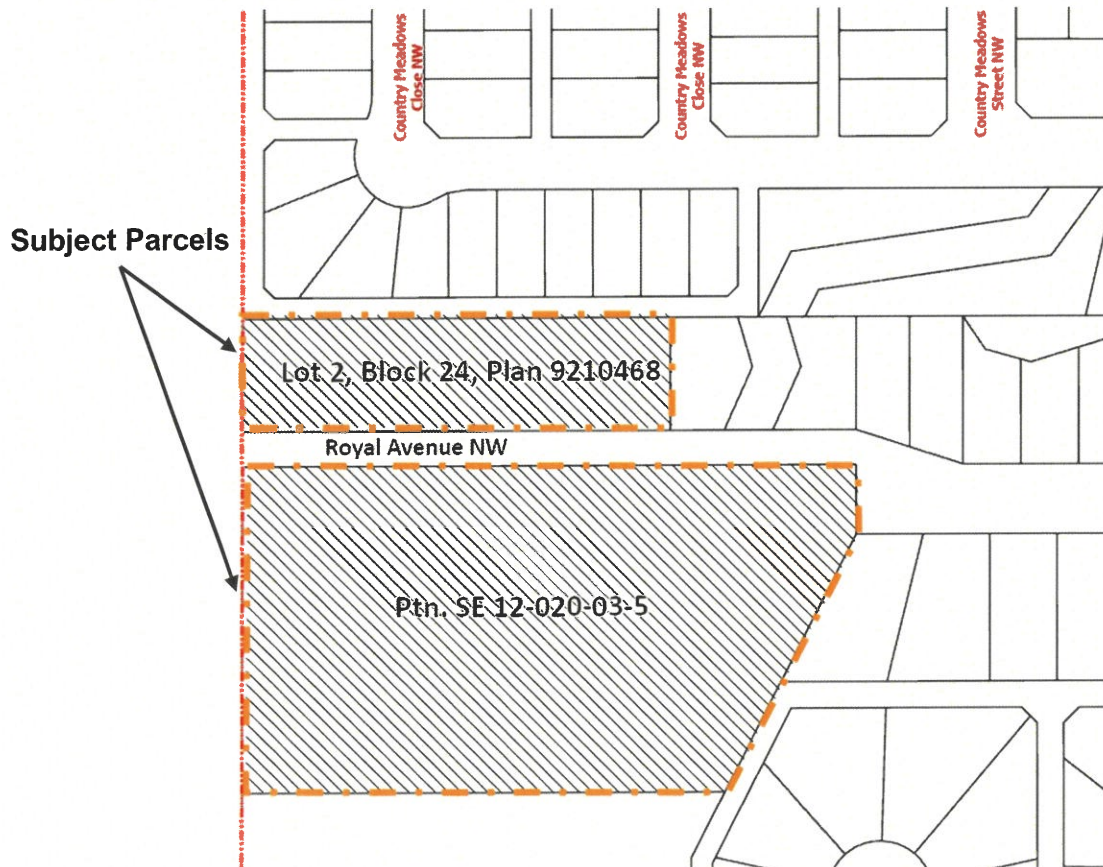 Country Meadows
Close NW
Country Meadows
Close NW
Country Meadows
Street NW
Subject Parcels
Lot 2, Block 24, Plan 9210468
Royal Avenue NW
Ptn. SE 12-020-03-5